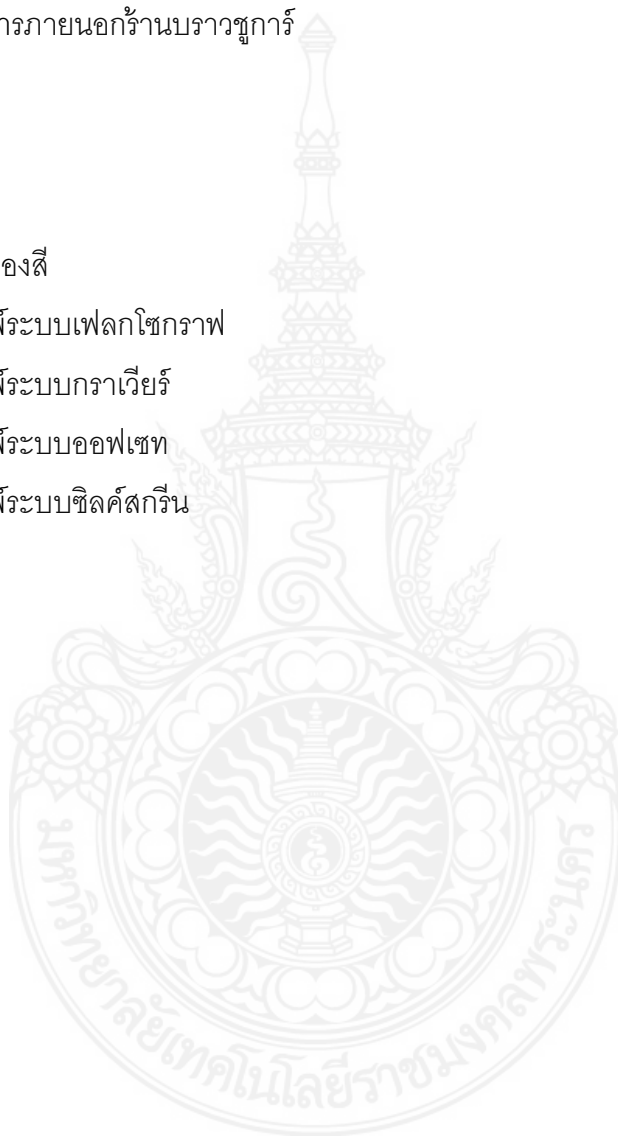 ารภายนอกร้านบราวชูการ์
องสี
พ์ระบบเฟลกโซกราฟ
พ์ระบบกราเวียร์
พ์ระบบออฟเซท
พ์ระบบซิลค์สกรีน
มหาวิทยาลัยเทคโนโลยีราชมงคลพระนคร